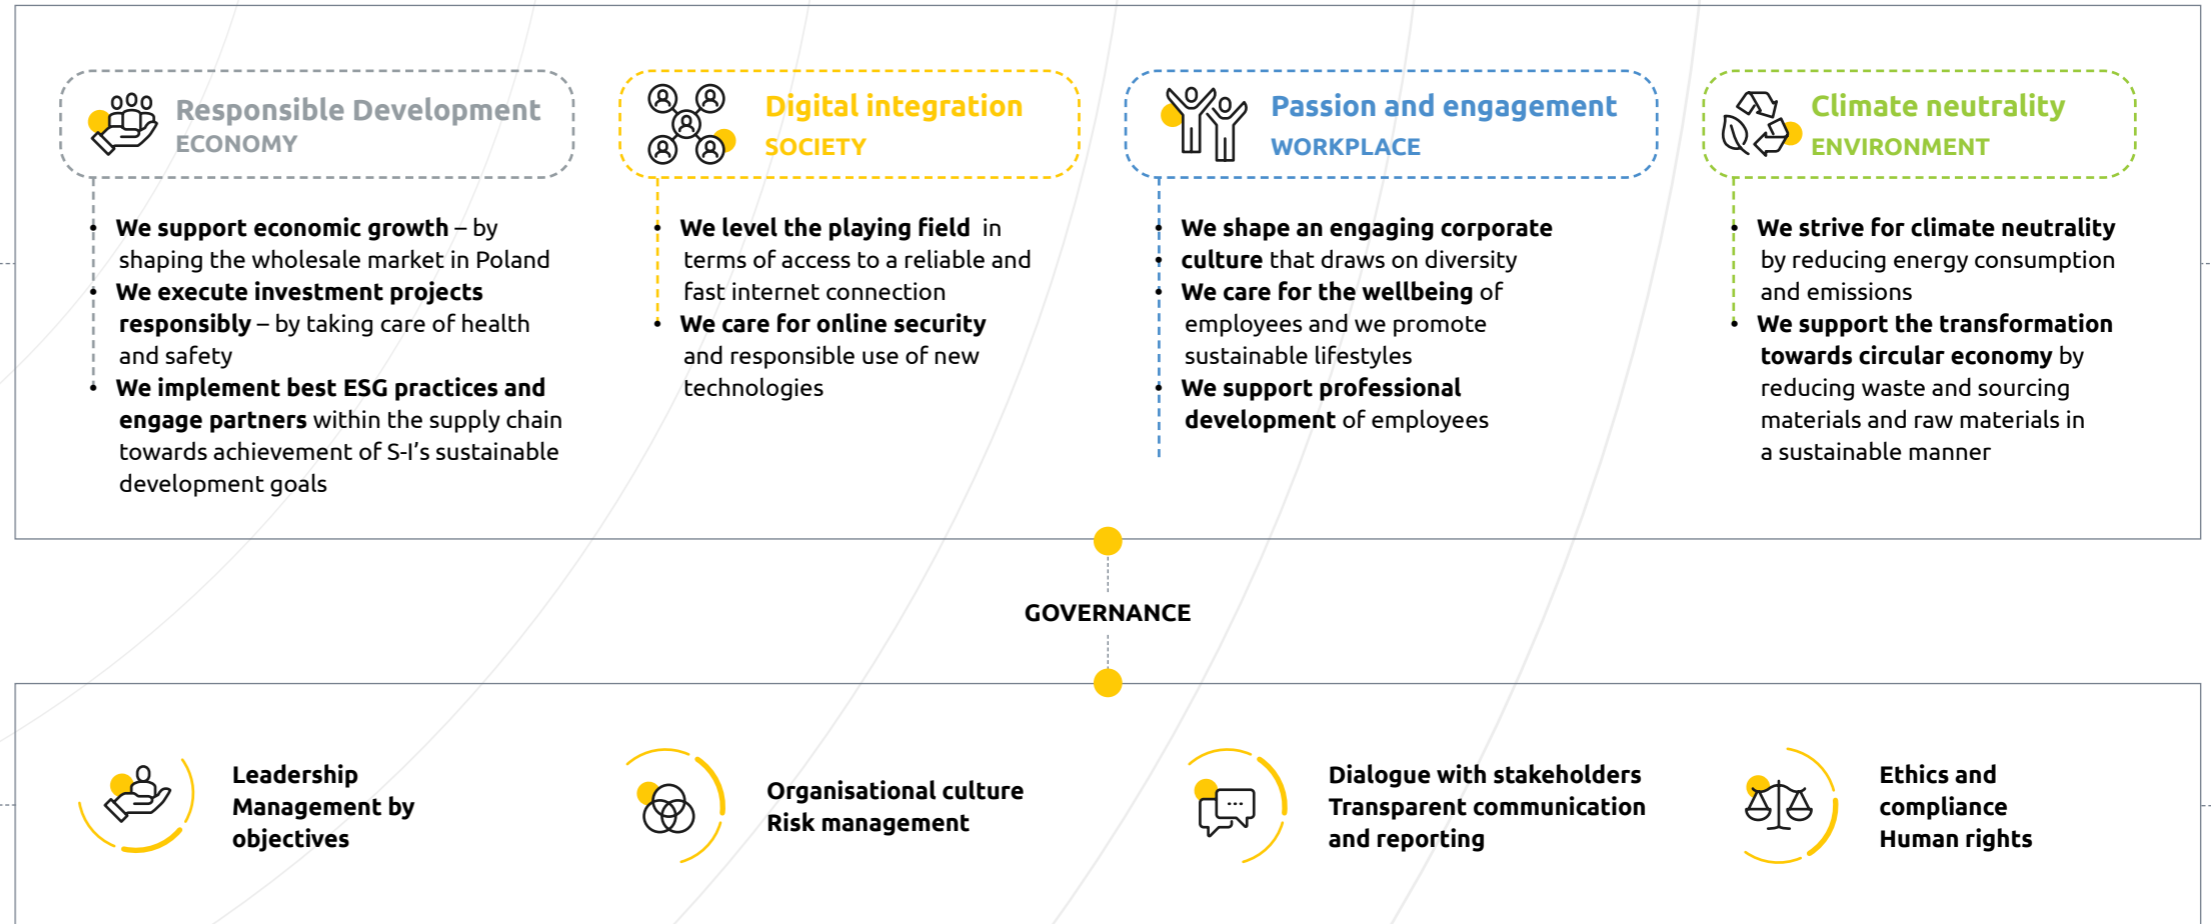 Responsible Development
ECONOMY
• We support economic growth – by
shaping the wholesale market in Poland
• We execute investment projects
responsibly – by taking care of health
and safety
• We implement best ESG practices and
engage partners within the supply chain
towards achievement of S-I's sustainable
development goals
Digital integration
SOCIETY
• We level the playing field in
terms of access to a reliable and
fast internet connection
• We care for online security
and responsible use of new
technologies
Passion and engagement
WORKPLACE
• We shape an engaging corporate
• culture that draws on diversity
• We care for the wellbeing of
employees and we promote
sustainable lifestyles
• We support professional
development of employees
Climate neutrality
ENVIRONMENT
• We strive for climate neutrality
by reducing energy consumption
and emissions
• We support the transformation
towards circular economy by
reducing waste and sourcing
materials and raw materials in
a sustainable manner
GOVERNANCE
Leadership
Management by
objectives
Organisational culture
Risk management
Dialogue with stakeholders
Transparent communication
and reporting
Ethics and
compliance
Human rights